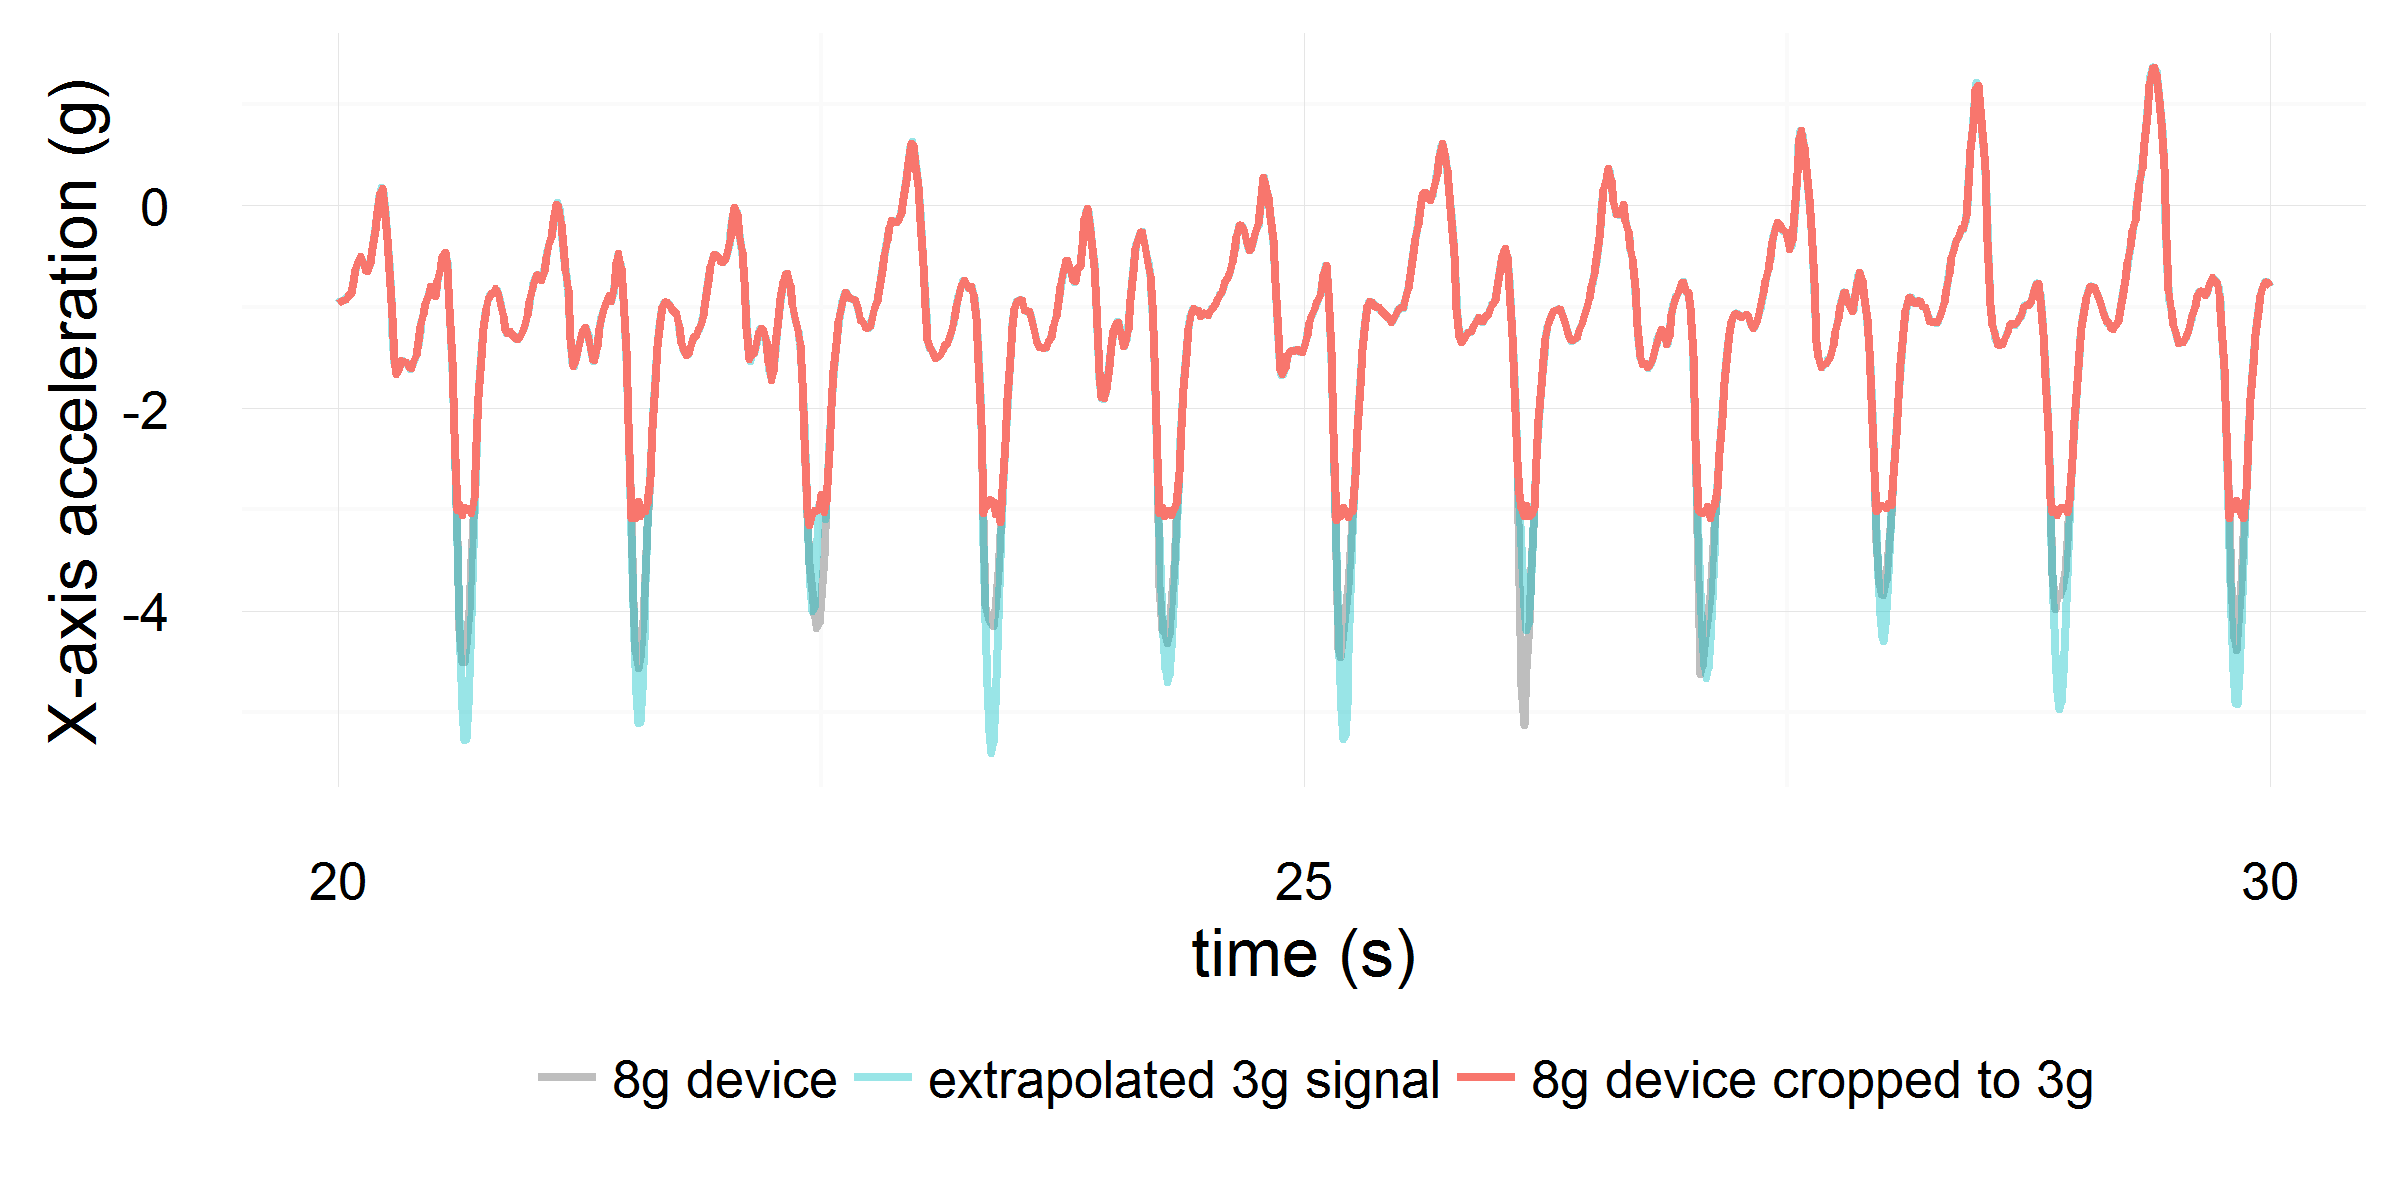 X-axis acceleration (g)
0
-2
-4
20 25 30
time (s)
8g device extrapolated 3g signal 8g device cropped to 3g